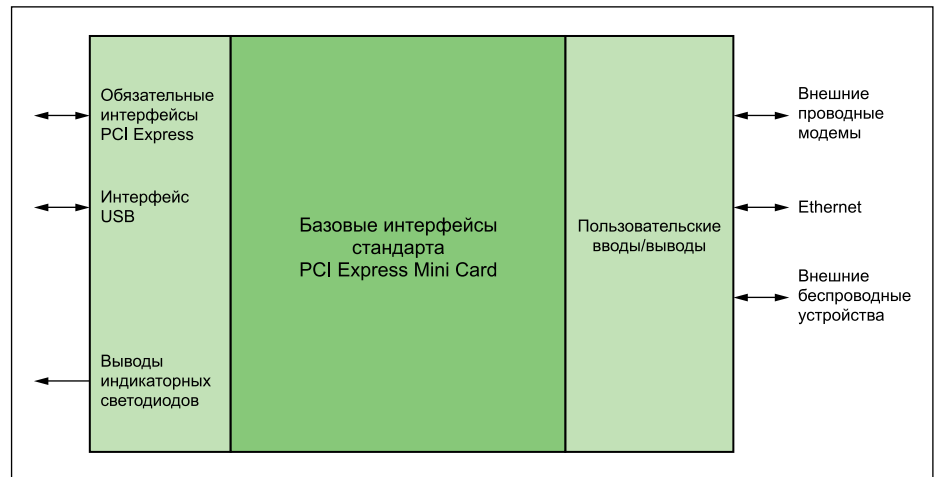 Обязательные
интерфейсы
PCI Express
Интерфейс
USB
Выводы
индикаторных
светодиодов
Базовые интерфейсы
стандарта
PCI Express Mini Card
Пользовательские
вводы/выводы
Внешние
проводные
модемы
Ethernet
Внешние
беспроводные
устройства